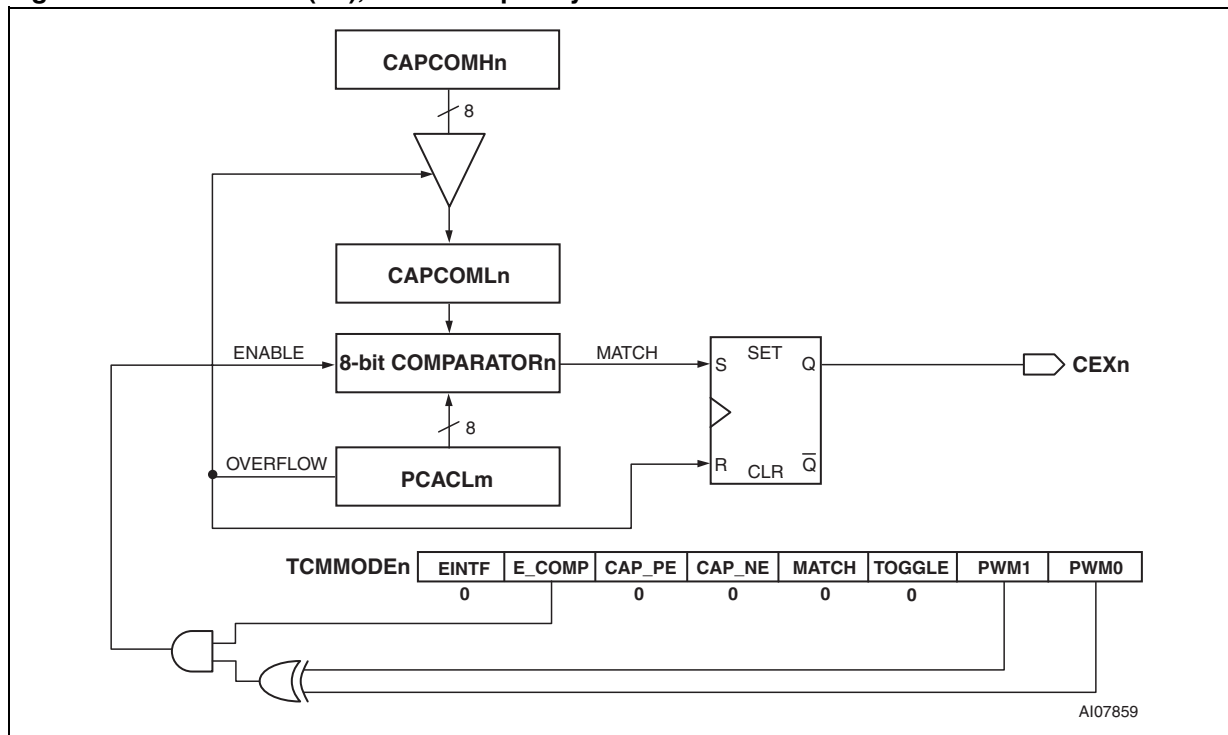 CAPCOMHn
8
CAPCOMLn
ENABLE
8-bit COMPARATORn
MATCH
S SET Q
CEXn
8
OVERFLOW
PCACLm
R CLR Q̅
TCMMODEn EINTF E_COMP CAP_PE CAP_NE MATCH TOGGLE PWM1 PWM0
0 0 0 0 0
AI07859